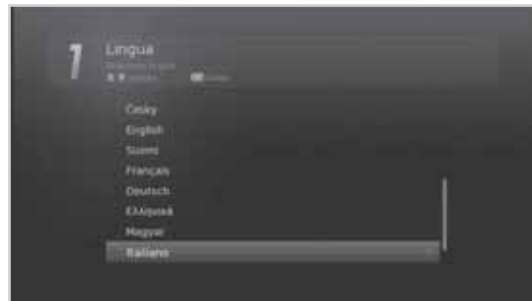 1
Lingua
Česky
English
Suomi
Français
Deutsch
Ελληνικά
Magyar
Italiano